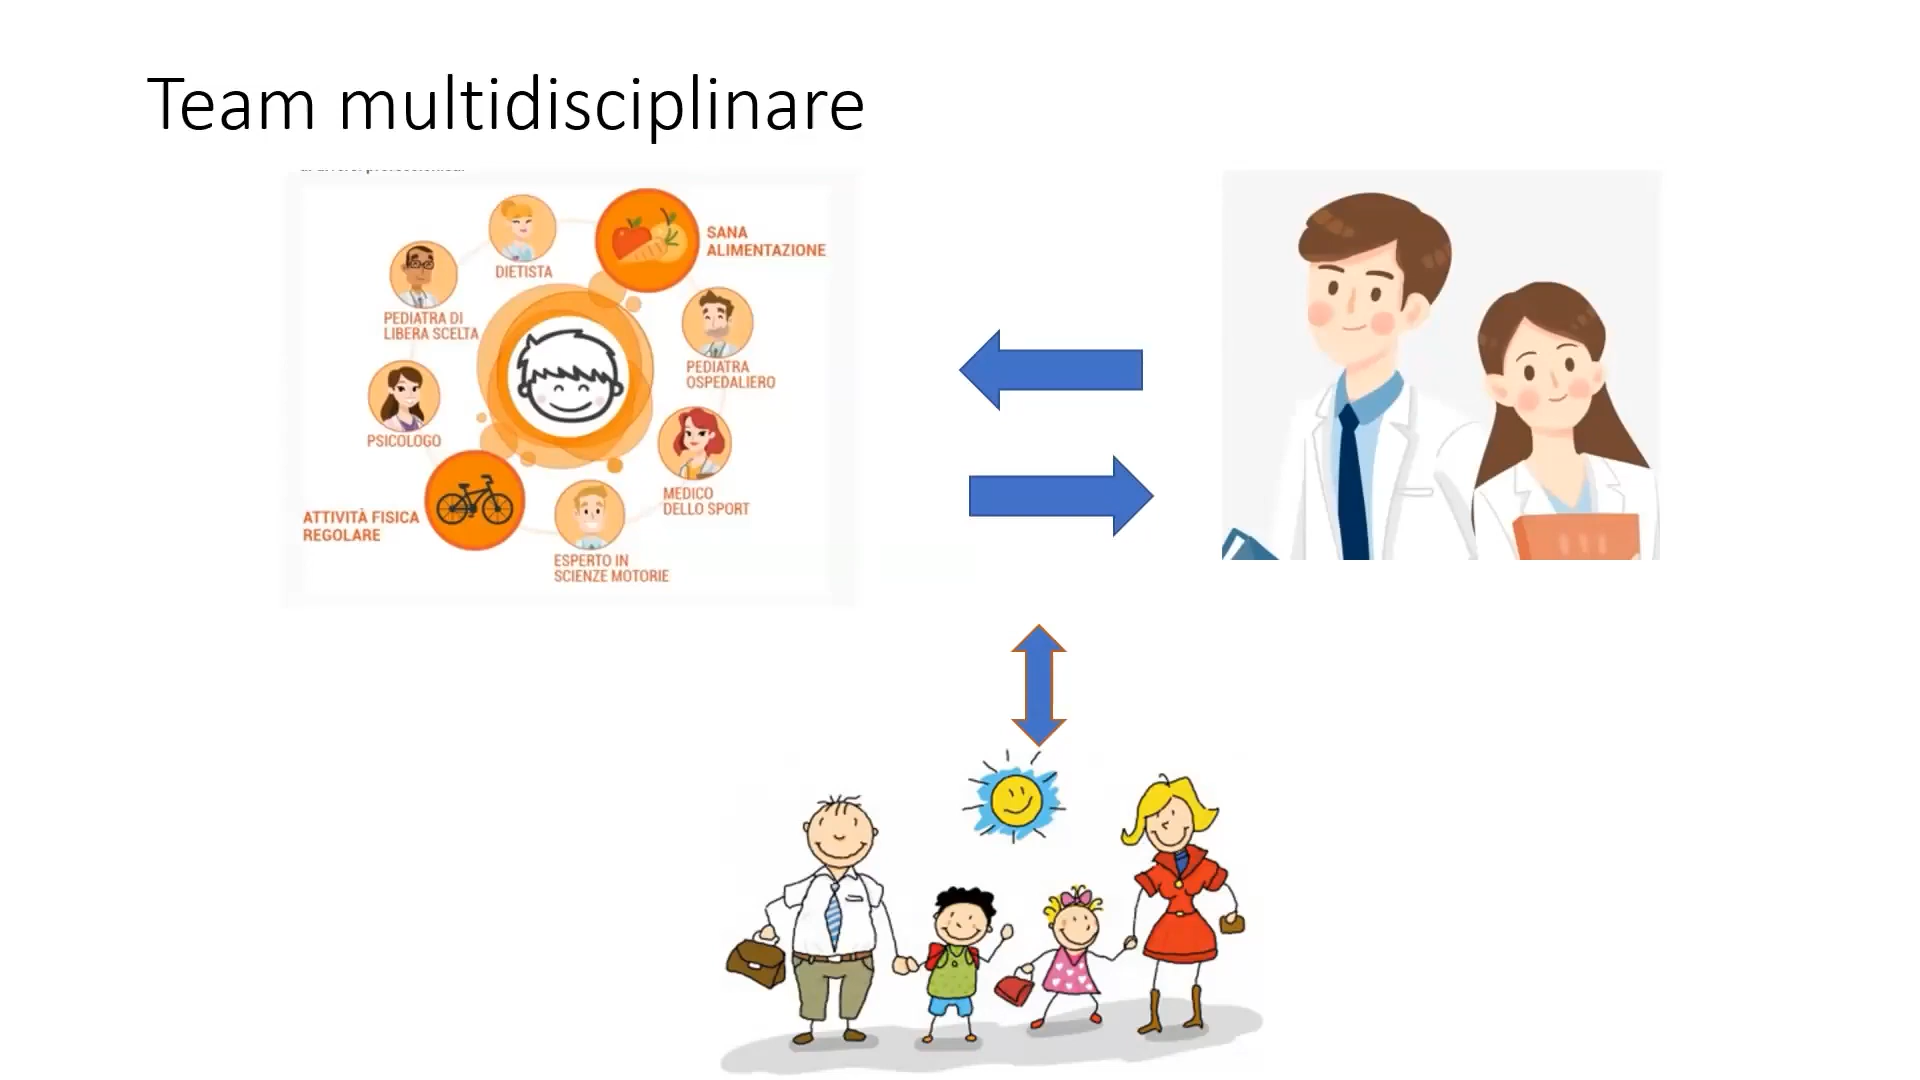 Team multidisciplinare
SANA
ALIMENTAZIONE
DIETISTA
PEDIATRA DI
LIBERA SCELTA
PEDIATRA
OSPEDALIERO
PSICOLOGO
MEDICO
DELLO SPORT
ATTIVITÀ FISICA
REGOLARE
ESPERTO IN
SCIENZE MOTORIE